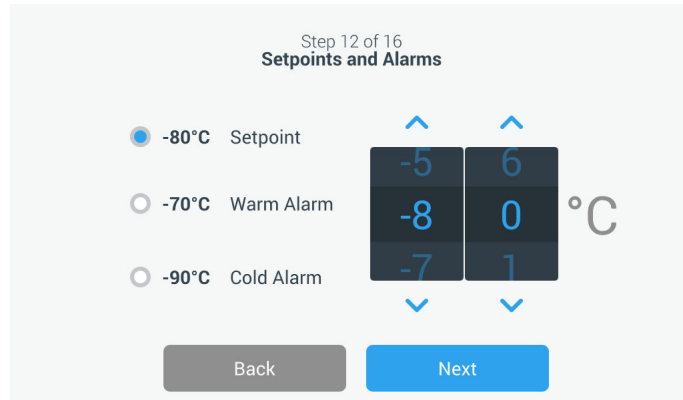 Step 12 of 16
Setpoints and Alarms
-80°C Setpoint
-70°C Warm Alarm
-90°C Cold Alarm
-5 6
-8 0 °C
-7 1
Back Next